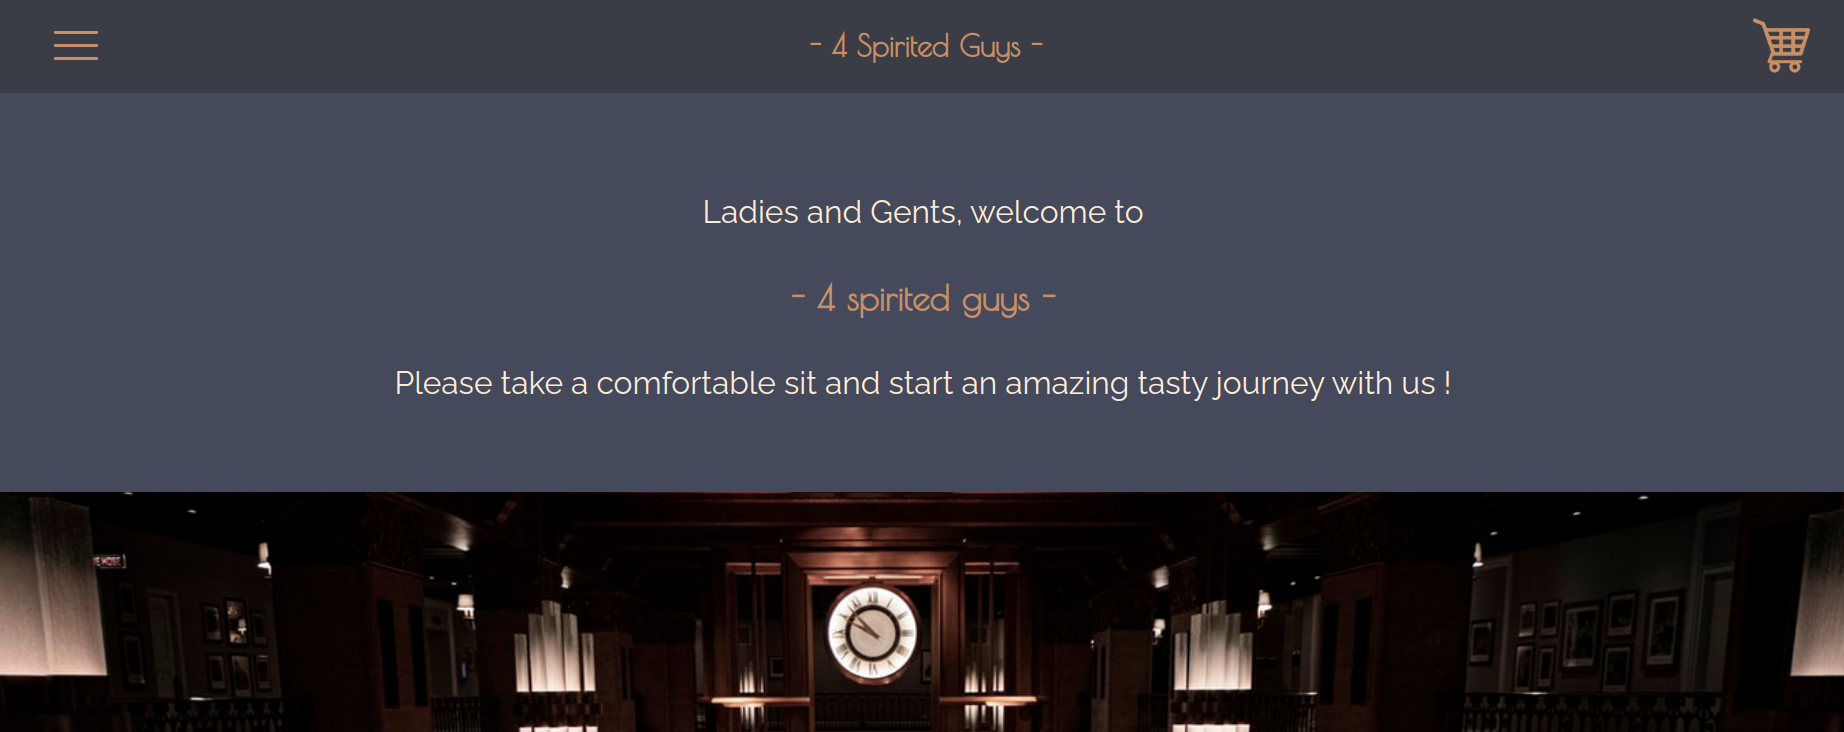 - 4 Spirited Guys -
Ladies and Gents, welcome to
- 4 spirited guys -
Please take a comfortable sit and start an amazing tasty journey with us !